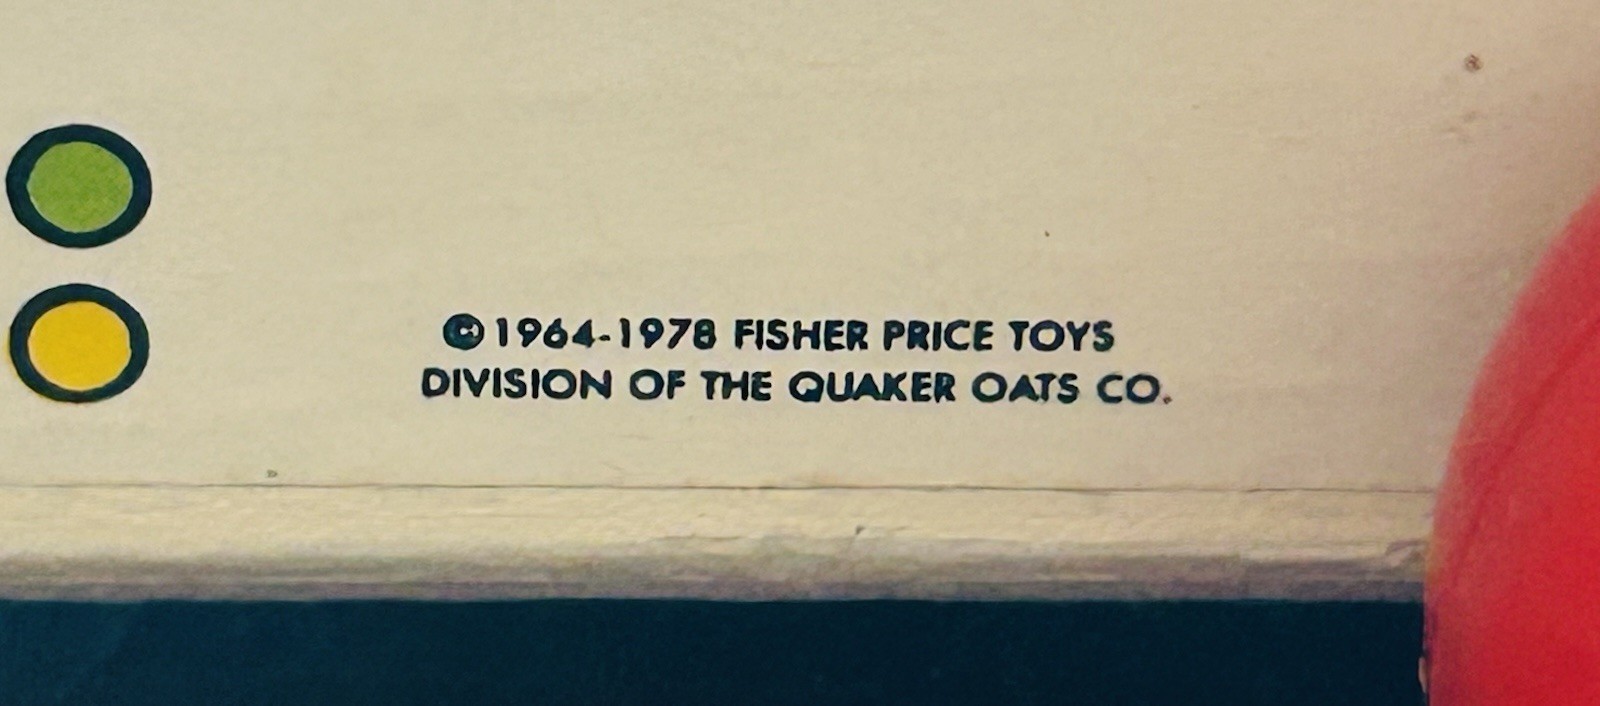 ©1964-1978 FISHER PRICE TOYS
DIVISION OF THE QUAKER OATS CO.